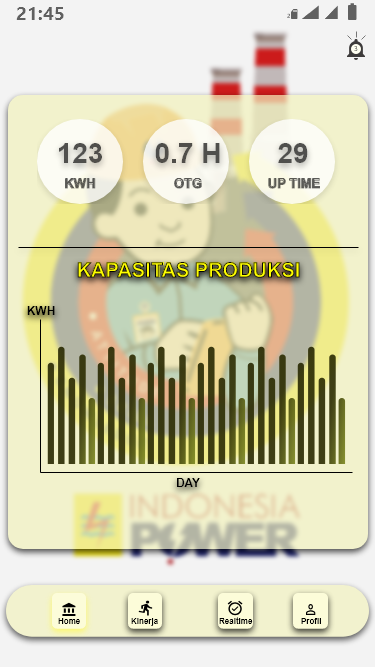 21:45
2
3
123
KWH
0.7 H
OTG
29
UP TIME
KAPASITAS PRODUKSI
KWH
DAY
INDONESIA
POWER
Home
Kinerja
Realtime
Profil